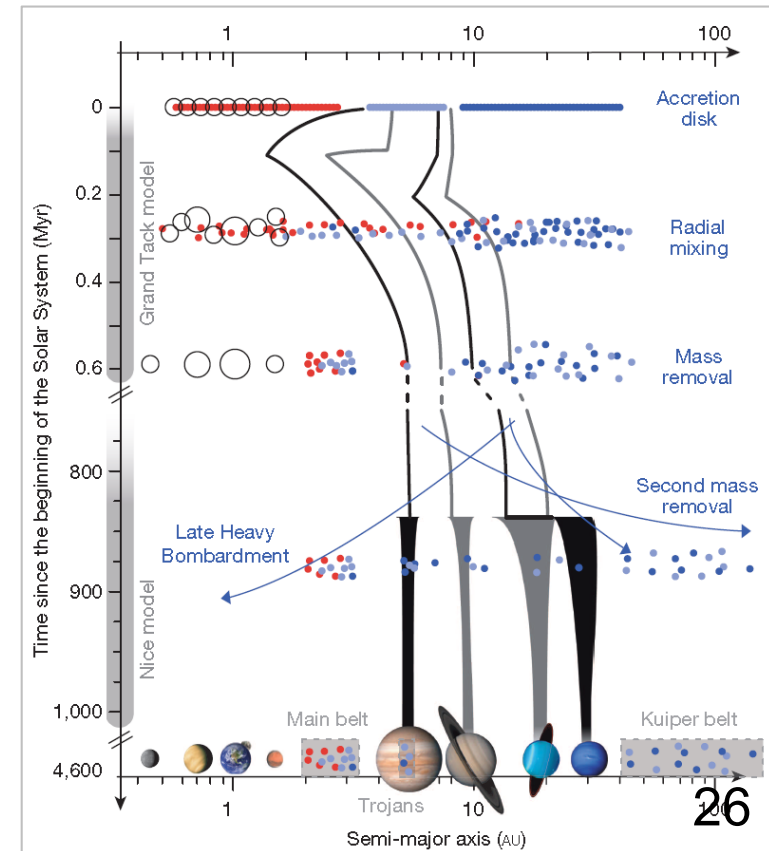 1
10
100
0
Accretion
disk
0.2
Grand Tack model
Radial
mixing
0.4
Time since the beginning of the Solar System (Myr)
0.6
Mass
removal
800
Second mass
removal
Late Heavy
Bombardment
900
Nice model
1,000
Main belt
Kuiper belt
4,600
Trojans
1
10
100
26
Semi-major axis (AU)